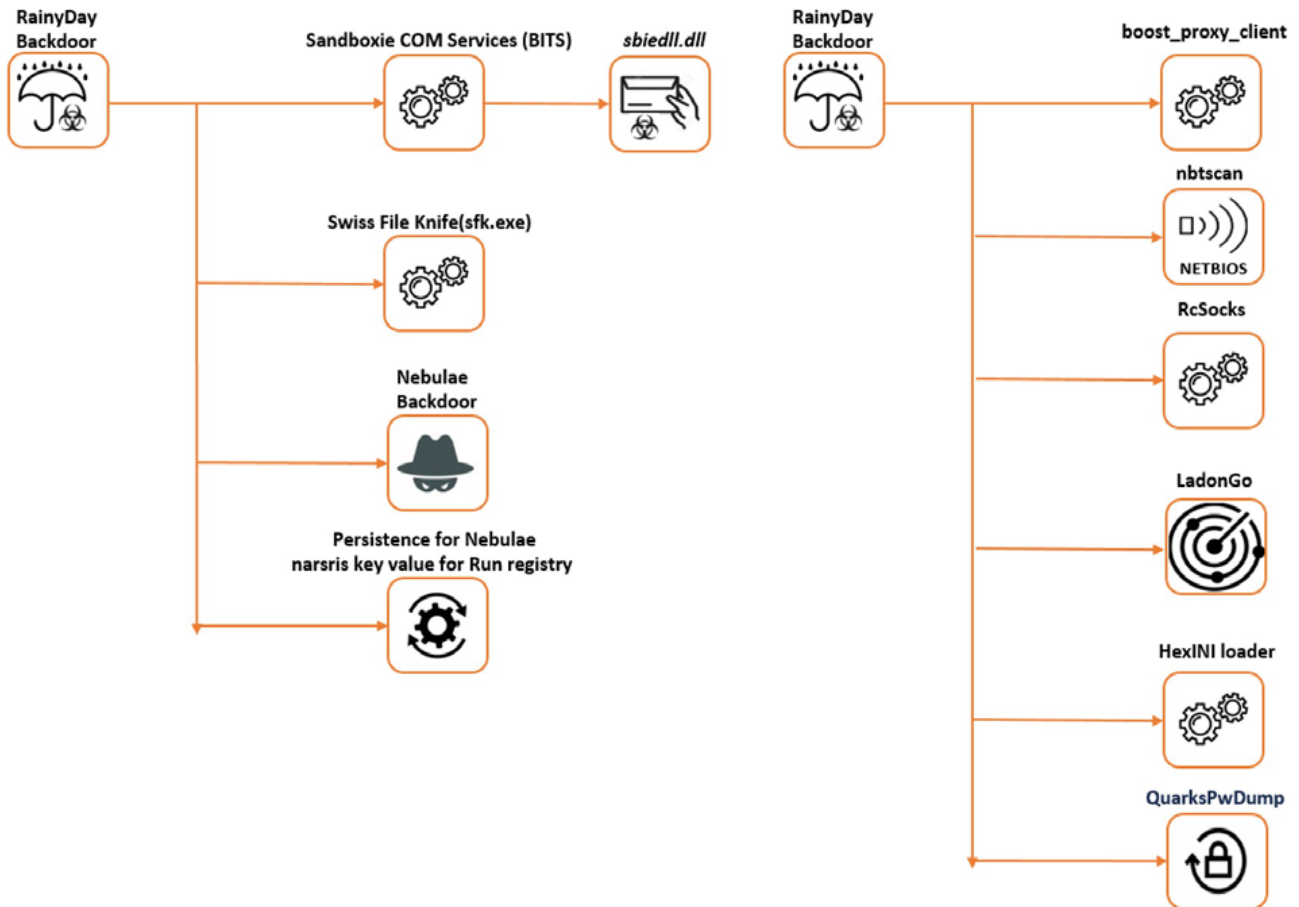 RainyDay
Backdoor
Sandboxie COM Services (BITS)
sbiedll.dll
Swiss File Knife(sfk.exe)
Nebulae
Backdoor
Persistence for Nebulae
narsris key value for Run registry
RainyDay
Backdoor
boost_proxy_client
nbtscan
NETBIOS
RcSocks
LadonGo
HexINI loader
QuarksPwDump